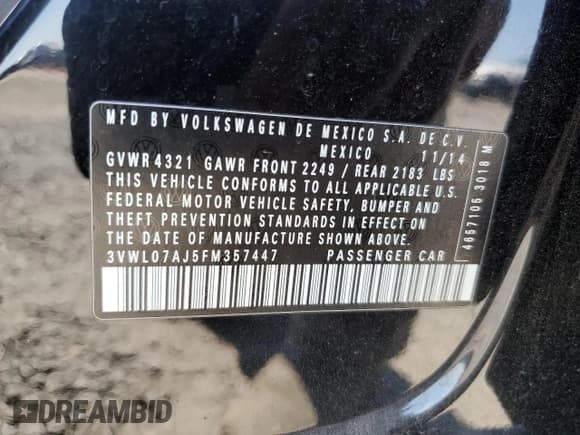 MFD BY VOLKSWAGEN DE MEXICO S.A. DE C.V.
MEXICO 11/14
GVWR 4321 GAWR FRONT 2249 / REAR 2183 LBS
THIS VEHICLE CONFORMS TO ALL APPLICABLE U.S.
FEDERAL MOTOR VEHICLE SAFETY, BUMPER AND
THEFT PREVENTION STANDARDS IN EFFECT ON
THE DATE OF MANUFACTURE SHOWN ABOVE.
3VWL07AJ5FM357447 PASSENGER CAR
4657105 3018 M
DREAMBID